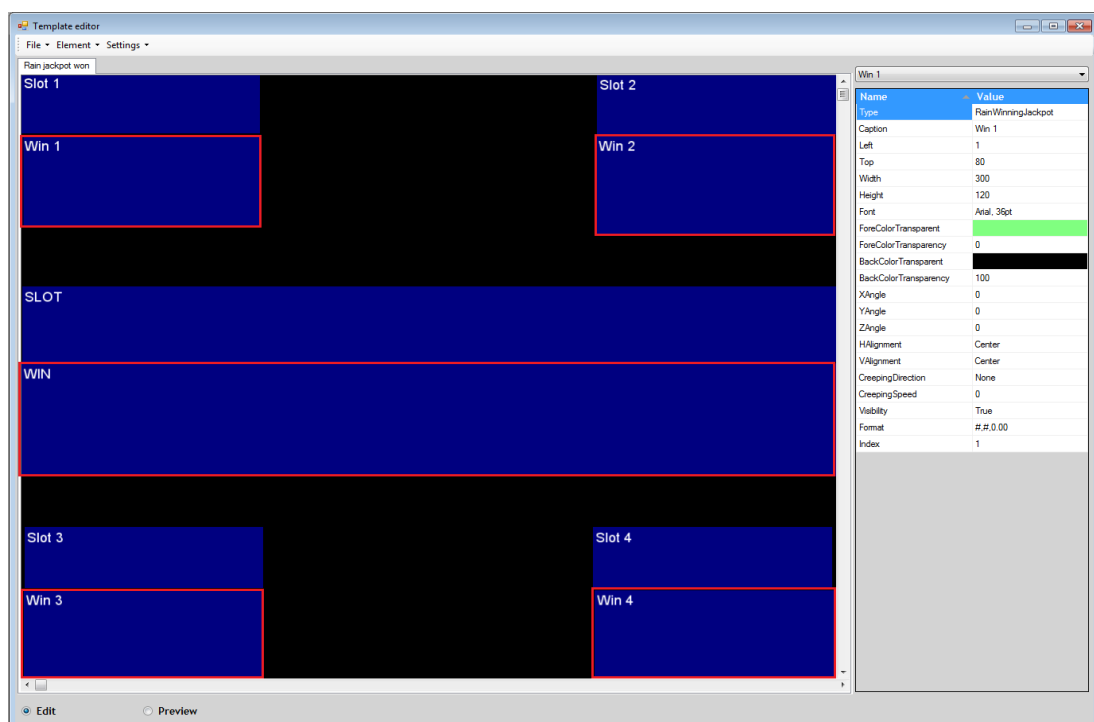 Template editor
File Element Settings
Rain jackpot won
Slot 1
Slot 2
Win 1
Win 2
SLOT
WIN
Slot 3
Slot 4
Win 3
Win 4
Edit Preview
Win 1
Name Value
Type RainWinningJackpot
Caption Win 1
Left 1
Top 80
Width 300
Height 120
Font Arial, 36pt
ForeColorTransparent
ForeColorTransparency 0
BackColorTransparent
BackColorTransparency 100
XAngle 0
YAngle 0
ZAngle 0
HAlignment Center
VAlignment Center
CreepingDirection None
CreepingSpeed 0
Visibility True
Format #,#,0.00
Index 1